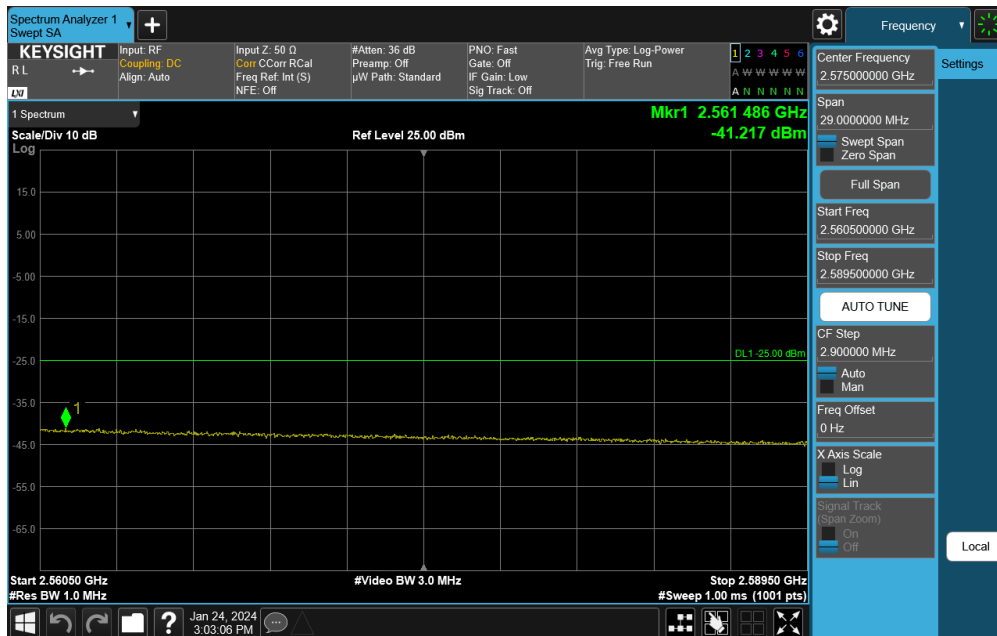 Spectrum Analyzer 1
Swept SA
Frequency
KEYSIGHT
R L
LXI
Input: RF
Coupling: DC
Align: Auto
Input Z: 50 Ω
Corr CCorr RCal
Freq Ref: Int (S)
NFE: Off
#Atten: 36 dB
Preamp: Off
µW Path: Standard
PNO: Fast
Gate: Off
IF Gain: Low
Sig Track: Off
Avg Type: Log-Power
Trig: Free Run
1 2 3 4 5 6
A W W W W W
A N N N N N
1 Spectrum
Mkr1 2.561 486 GHz
-41.217 dBm
Scale/Div 10 dB
Ref Level 25.00 dBm
Log
15.0
5.00
-5.00
-15.0
-25.0
DL1 -25.00 dBm
-35.0
1
-45.0
-55.0
-65.0
Start 2.56050 GHz
#Video BW 3.0 MHz
Stop 2.58950 GHz
#Res BW 1.0 MHz
#Sweep 1.00 ms (1001 pts)
Jan 24, 2024
3:03:06 PM
Center Frequency
2.575000000 GHz
Settings
Span
29.0000000 MHz
Swept Span
Zero Span
Full Span
Start Freq
2.560500000 GHz
Stop Freq
2.589500000 GHz
AUTO TUNE
CF Step
2.900000 MHz
Auto
Man
Freq Offset
0 Hz
X Axis Scale
Log
Lin
Signal Track
(Span Zoom)
On
Off
Local